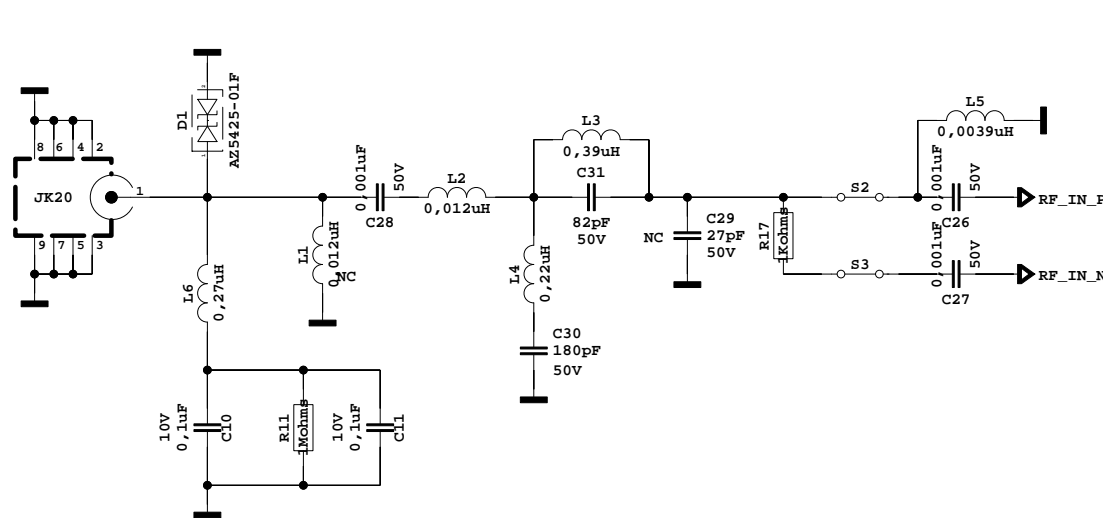 8 6 4 2
JK20
1
9 7 5 3
D1
AZ5425-01F
2
1
L6
0,27uH
L1
0,012uH
NC
0,001uF
50V
C28
L2
0,012uH
L3
0,39uH
C31
82pF
50V
L4
0,22uH
C30
180pF
50V
NC
C29
27pF
50V
R17
1Kohms
S2
S3
L5
0,0039uH
0,001uF
50V
C26
RF_IN_P
0,001uF
50V
C27
RF_IN_N
10V
0,1uF
C10
R11
1Mohms
10V
0,1uF
C11